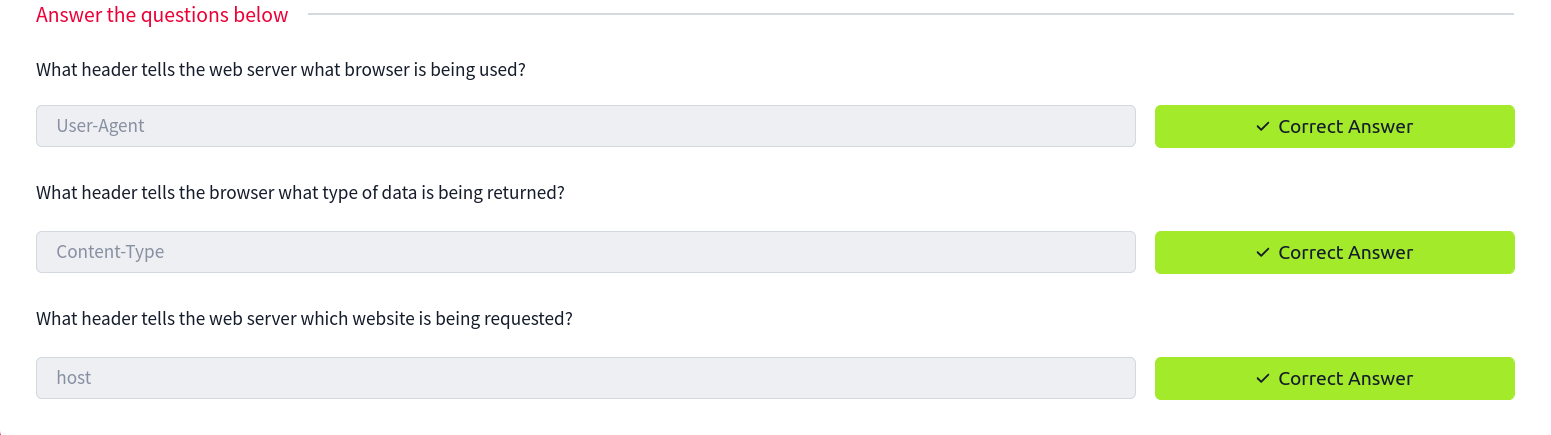 Answer the questions below
What header tells the web server what browser is being used?
User-Agent
✓ Correct Answer
What header tells the browser what type of data is being returned?
Content-Type
✓ Correct Answer
What header tells the web server which website is being requested?
host
✓ Correct Answer